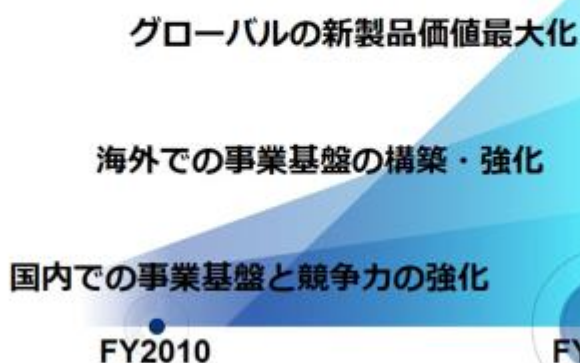 グローバルの新製品価値最大化
海外での事業基盤の構築・強化
国内での事業基盤と競争力の強化
FY2010
FY